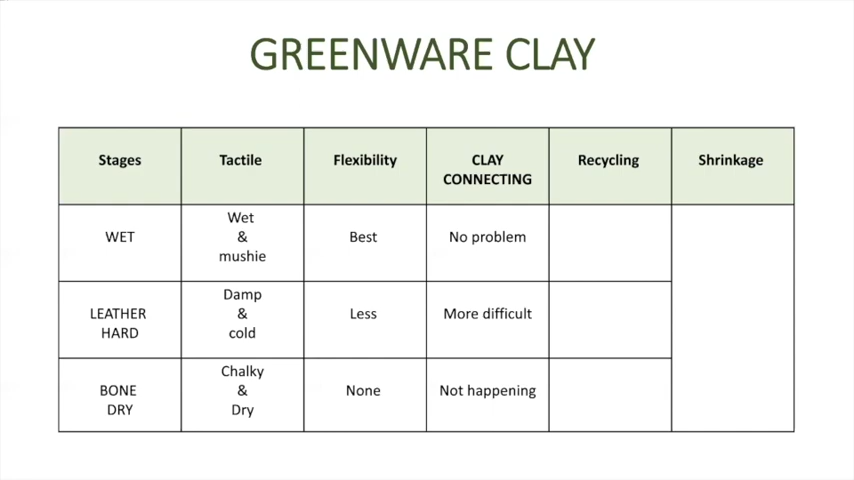 GREENWARE CLAY
Stages
Tactile
Flexibility
CLAY
CONNECTING
Recycling
Shrinkage
WET
Wet
&
mushie
Best
No problem
LEATHER
HARD
Damp
&
cold
Less
More difficult
BONE
DRY
Chalky
&
Dry
None
Not happening